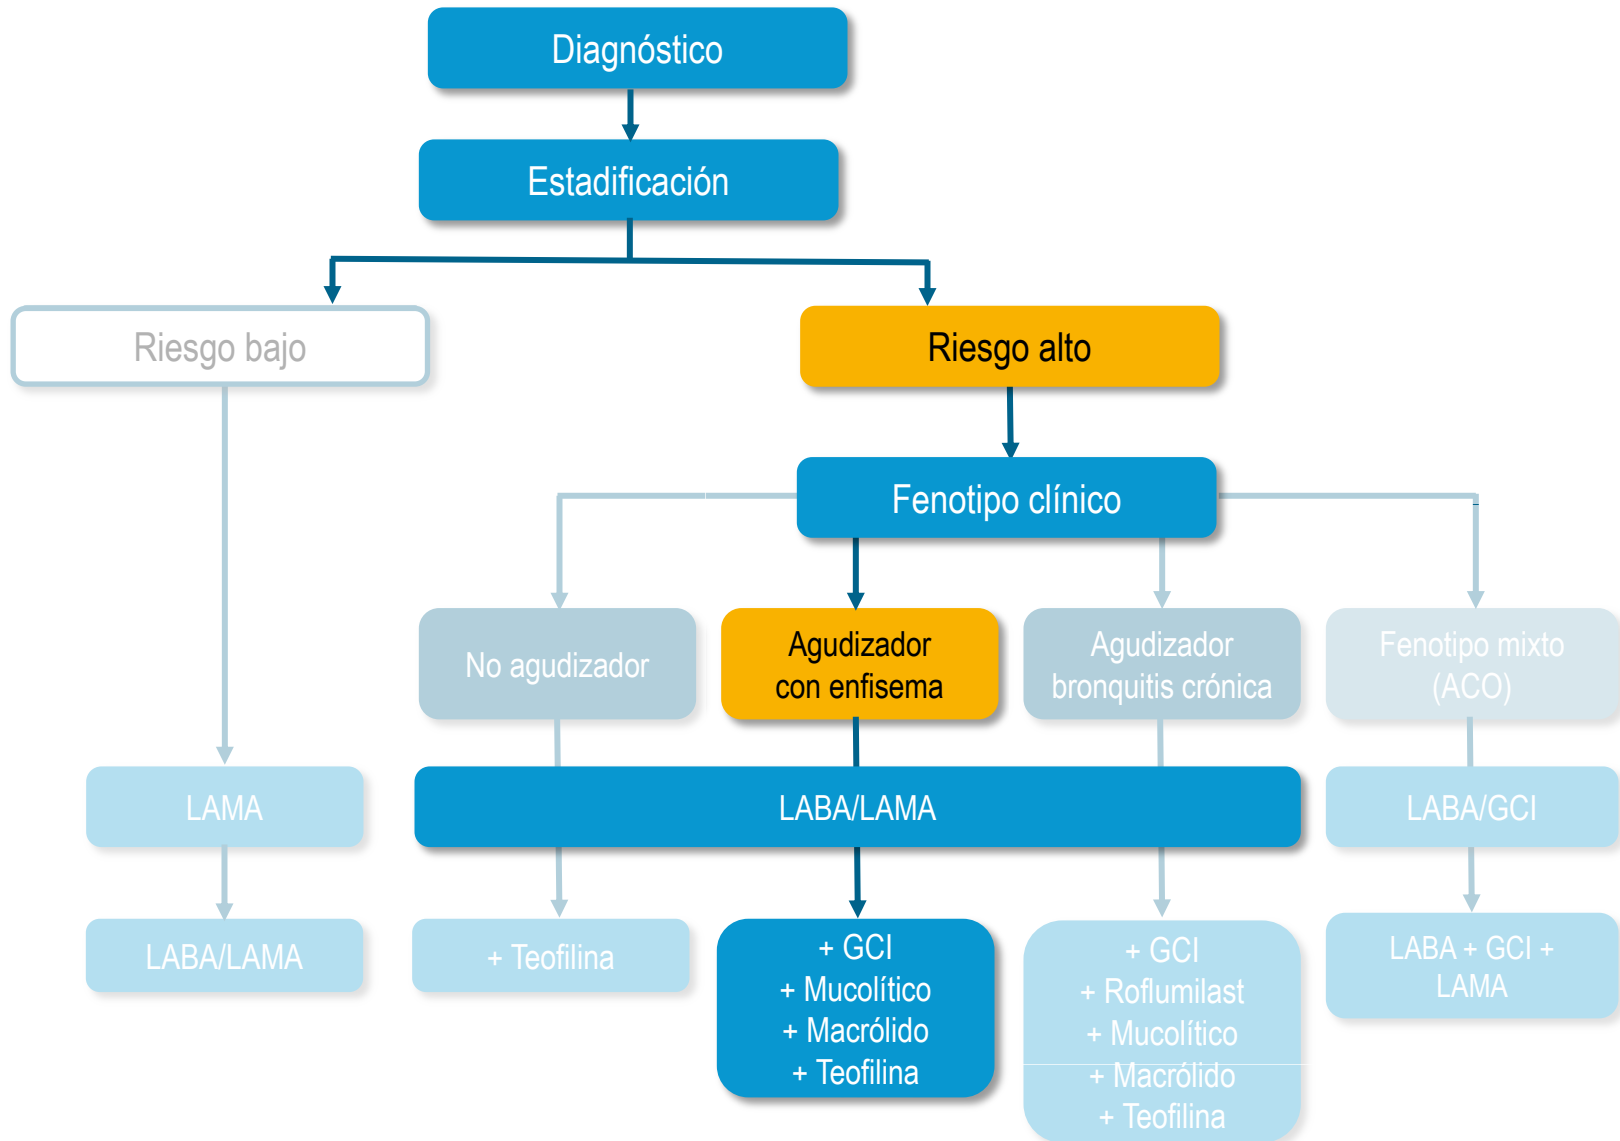 Diagnóstico
Estadificación
Riesgo bajo
Riesgo alto
Fenotipo clínico
No agudizador
Agudizador
con enfisema
Agudizador
bronquitis crónica
Fenotipo mixto
(ACO)
LAMA
LABA/LAMA
LABA/GCI
LABA/LAMA
+ Teofilina
+ GCI
+ Mucolítico
+ Macrólido
+ Teofilina
+ GCI
+ Roflumilast
+ Mucolítico
+ Macrólido
+ Teofilina
LABA + GCI +
LAMA